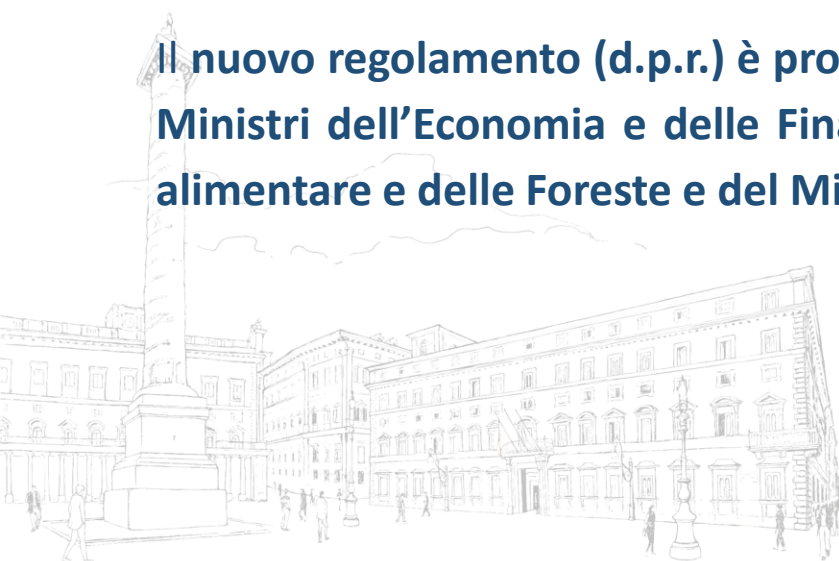 Il nuovo regolamento (d.p.r.) è pro
Ministri dell’Economia e delle Fina
alimentare e delle Foreste e del Mi